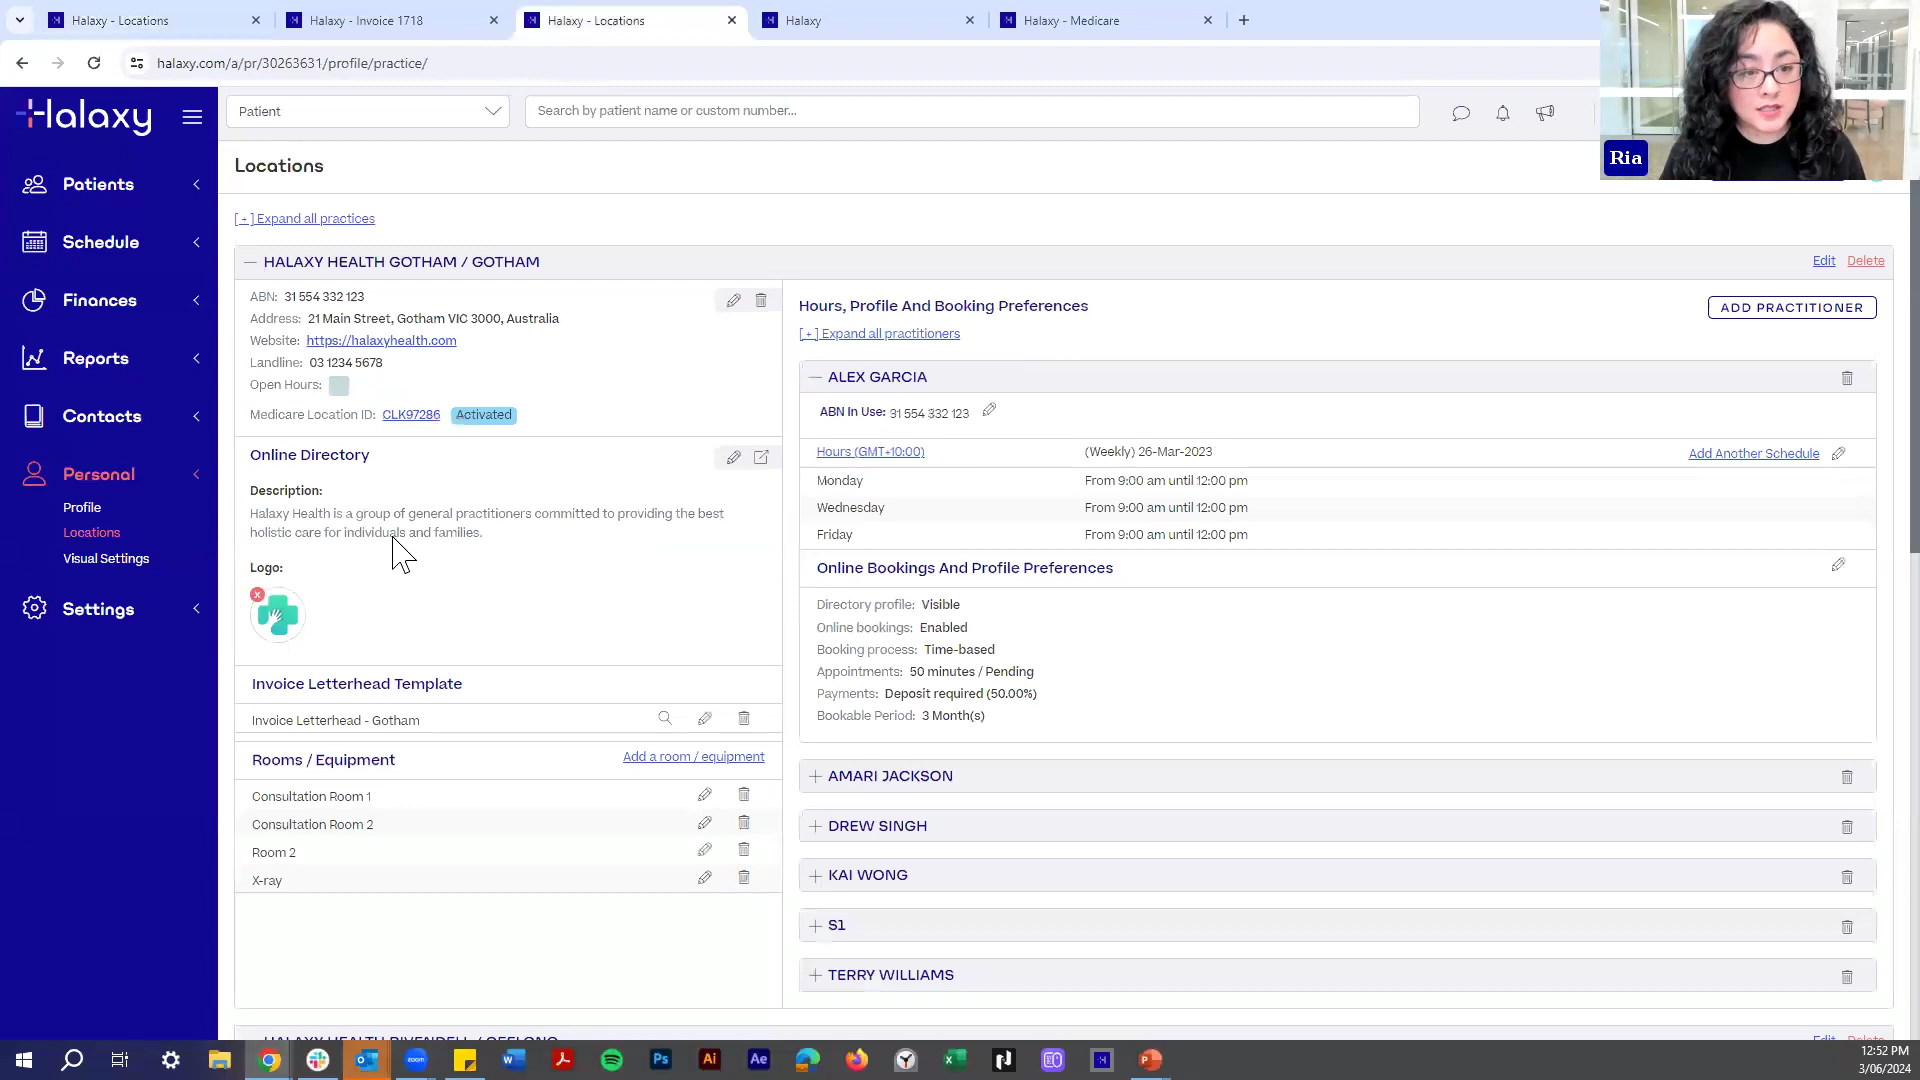 Halaxy - Locations
Halaxy - Invoice 1718
Halaxy - Locations
Halaxy
Halaxy - Medicare
halaxy.com/a/pr/30263631/profile/practice/
Halaxy
Patient
Search by patient name or custom number...
Ria
Patients
Schedule
Finances
Reports
Contacts
Personal
Profile
Locations
Visual Settings
Settings
Locations
[ + ] Expand all practices
HALAXY HEALTH GOTHAM / GOTHAM
Edit Delete
ABN: 31 554 332 123
Address: 21 Main Street, Gotham VIC 3000, Australia
Website: https://halaxyhealth.com
Landline: 03 1234 5678
Open Hours:
Medicare Location ID: CLK97286 Activated
Online Directory
Description:
Halaxy Health is a group of general practitioners committed to providing the best
holistic care for individuals and families.
Logo:
x
Invoice Letterhead Template
Invoice Letterhead - Gotham
Rooms / Equipment
Add a room / equipment
Consultation Room 1
Consultation Room 2
Room 2
X-ray
Hours, Profile And Booking Preferences
ADD PRACTITIONER
[ + ] Expand all practitioners
ALEX GARCIA
ABN In Use: 31 554 332 123
Hours (GMT+10:00) (Weekly) 26-Mar-2023 Add Another Schedule
Monday From 9:00 am until 12:00 pm
Wednesday From 9:00 am until 12:00 pm
Friday From 9:00 am until 12:00 pm
Online Bookings And Profile Preferences
Directory profile: Visible
Online bookings: Enabled
Booking process: Time-based
Appointments: 50 minutes / Pending
Payments: Deposit required (50.00%)
Bookable Period: 3 Month(s)
AMARI JACKSON
DREW SINGH
KAI WONG
S1
TERRY WILLIAMS
HALAXY HEALTH RIVENDELL / GEELONG
Edit Delete
zoom
Ps
Ai
Ae
12:52 PM
3/06/2024